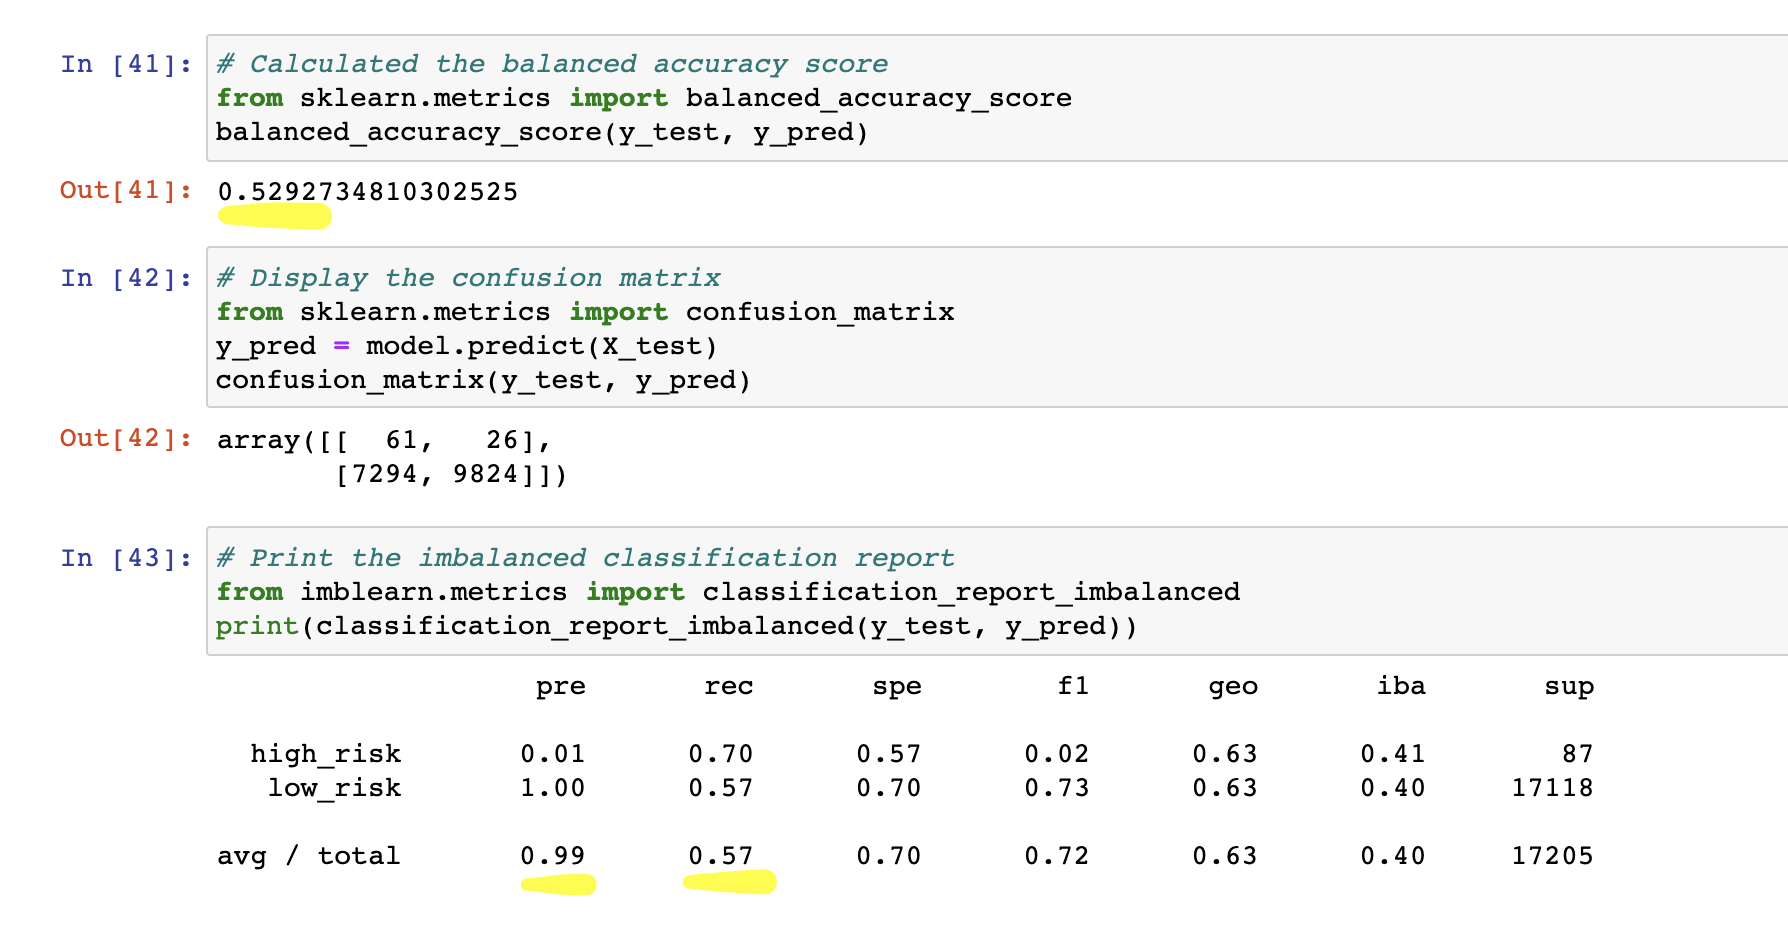 In [41]: # Calculated the balanced accuracy score
from sklearn.metrics import balanced_accuracy_score
balanced_accuracy_score(y_test, y_pred)
Out[41]: 0.5292734810302525
In [42]: # Display the confusion matrix
from sklearn.metrics import confusion_matrix
y_pred = model.predict(X_test)
confusion_matrix(y_test, y_pred)
Out[42]: array([[  61,   26],
       [7294, 9824]])
In [43]: # Print the imbalanced classification report
from imblearn.metrics import classification_report_imbalanced
print(classification_report_imbalanced(y_test, y_pred))
pre rec spe f1 geo iba sup
high_risk 0.01 0.70 0.57 0.02 0.63 0.41 87
low_risk 1.00 0.57 0.70 0.73 0.63 0.40 17118
avg / total 0.99 0.57 0.70 0.72 0.63 0.40 17205